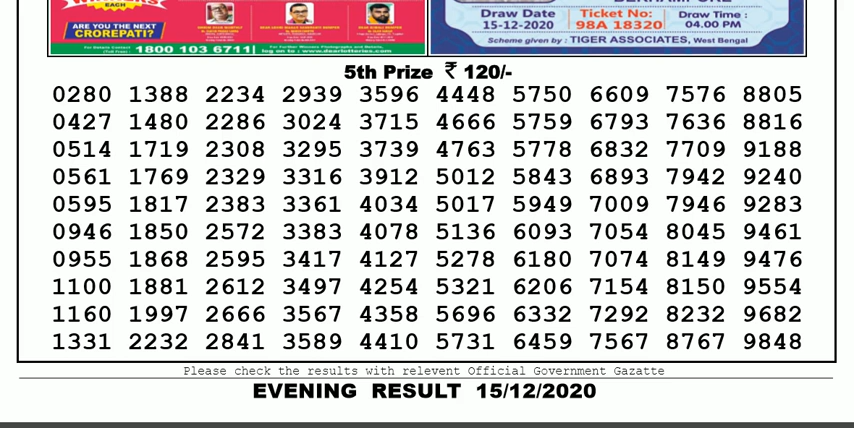 EACH
ARE YOU THE NEXT
CROREPATI?
1800 103 6711
log on to : www.dearlotteries.com
Draw Date
15-12-2020
Ticket No:
98A 18320
Draw Time :
04.00 PM
Scheme given by : TIGER ASSOCIATES, West Bengal
5th Prize ₹ 120/-
0280 1388 2234 2939 3596 4448 5750 6609 7576 8805
0427 1480 2286 3024 3715 4666 5759 6793 7636 8816
0514 1719 2308 3295 3739 4763 5778 6832 7709 9188
0561 1769 2329 3316 3912 5012 5843 6893 7942 9240
0595 1817 2383 3361 4034 5017 5949 7009 7946 9283
0946 1850 2572 3383 4078 5136 6093 7054 8045 9461
0955 1868 2595 3417 4127 5278 6180 7074 8149 9476
1100 1881 2612 3497 4254 5321 6206 7154 8150 9554
1160 1997 2666 3567 4358 5696 6332 7292 8232 9682
1331 2232 2841 3589 4410 5731 6459 7567 8767 9848
Please check the results with relevent Official Government Gazatte
EVENING RESULT 15/12/2020